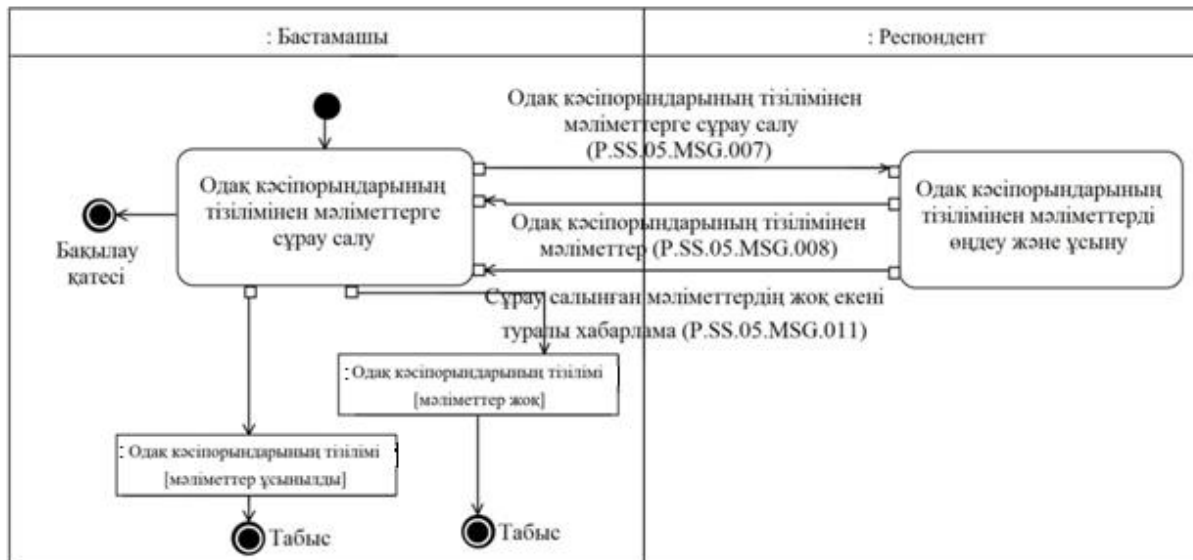 : Бастамашы
: Респондент
Одақ кәсіпорындарының тізілімінен
мәліметтерге сұрау салу
(P.SS.05.MSG.007)
Одақ кәсіпорындарының
тізілімінен мәліметтерге
сұрау салу
Одақ кәсіпорындарының
тізілімінен мәліметтерді
өңдеу және ұсыну
Бақылау
қатесі
Одақ кәсіпорындарының тізілімінен
мәліметтер (P.SS.05.MSG.008)
Сұрау салынған мәліметтердің жоқ екені
туралы хабарлама (P.SS.05.MSG.011)
: Одақ кәсіпорындарының тізілімі
[мәліметтер жоқ]
: Одақ кәсіпорындарының тізілімі
[мәліметтер ұсынылды]
Табыс
Табыс